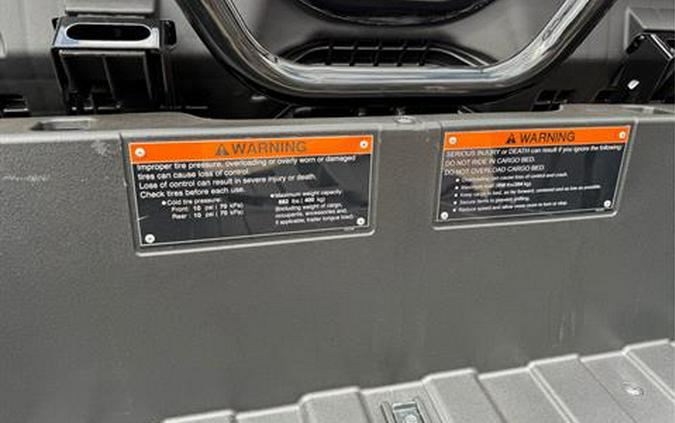 WARNING
Improper tire pressure, overloading or overly worn or damaged
tires can cause loss of control.
Loss of control can result in severe injury or death.
Check tires before each use.
• Cold tire pressure:
Front: 10 psi ( 70 kPa)
Rear : 10 psi ( 70 kPa)
• Maximum weight capacity
882 lbs ( 400 kg)
(Including weight of cargo,
occupants, accessories and,
if applicable, trailer tongue load)
WARNING
SERIOUS INJURY or DEATH can result if you ignore the following:
DO NOT RIDE IN CARGO BED.
DO NOT OVERLOAD CARGO BED.
• Overloading can cause loss of control and crash.
• Maximum load:
load, as far forward, centered and as low as possible.
• Secure items to prevent shifting.
• Reduce speed and allow more room to turn or stop.